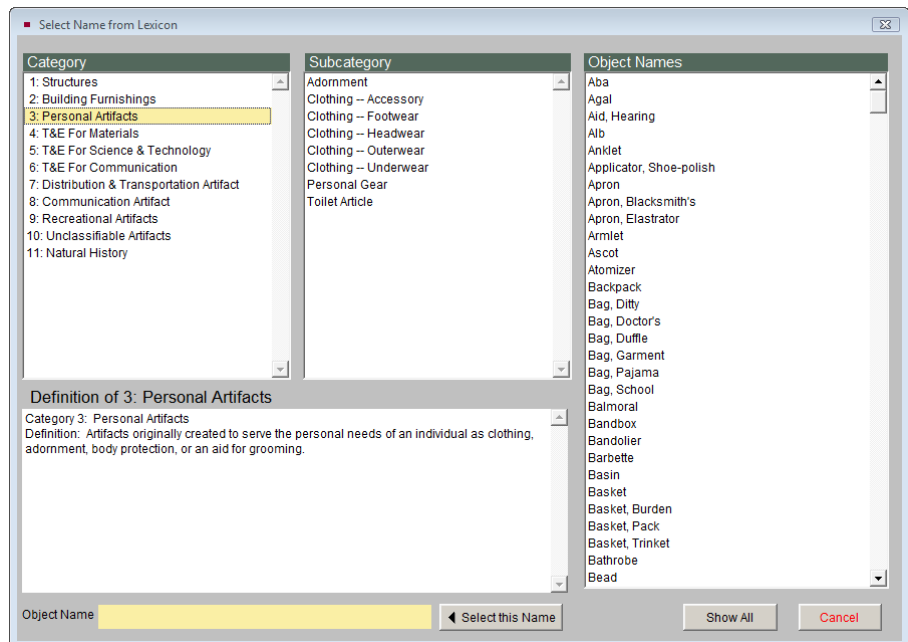 Select Name from Lexicon
Category
1: Structures
2: Building Furnishings
3: Personal Artifacts
4: T&E For Materials
5: T&E For Science & Technology
6: T&E For Communication
7: Distribution & Transportation Artifact
8: Communication Artifact
9: Recreational Artifacts
10: Unclassifiable Artifacts
11: Natural History
Subcategory
Adornment
Clothing -- Accessory
Clothing -- Footwear
Clothing -- Headwear
Clothing -- Outerwear
Clothing -- Underwear
Personal Gear
Toilet Article
Object Names
Aba
Agal
Aid, Hearing
Alb
Anklet
Applicator, Shoe-polish
Apron
Apron, Blacksmith's
Apron, Elastrator
Armlet
Ascot
Atomizer
Backpack
Bag, Ditty
Bag, Doctor's
Bag, Duffle
Bag, Garment
Bag, Pajama
Bag, School
Balmoral
Bandbox
Bandolier
Barbette
Basin
Basket
Basket, Burden
Basket, Pack
Basket, Trinket
Bathrobe
Bead
Definition of 3: Personal Artifacts
Category 3:  Personal Artifacts
Definition:  Artifacts originally created to serve the personal needs of an individual as clothing,
adornment, body protection, or an aid for grooming.
Object Name
Select this Name
Show All
Cancel